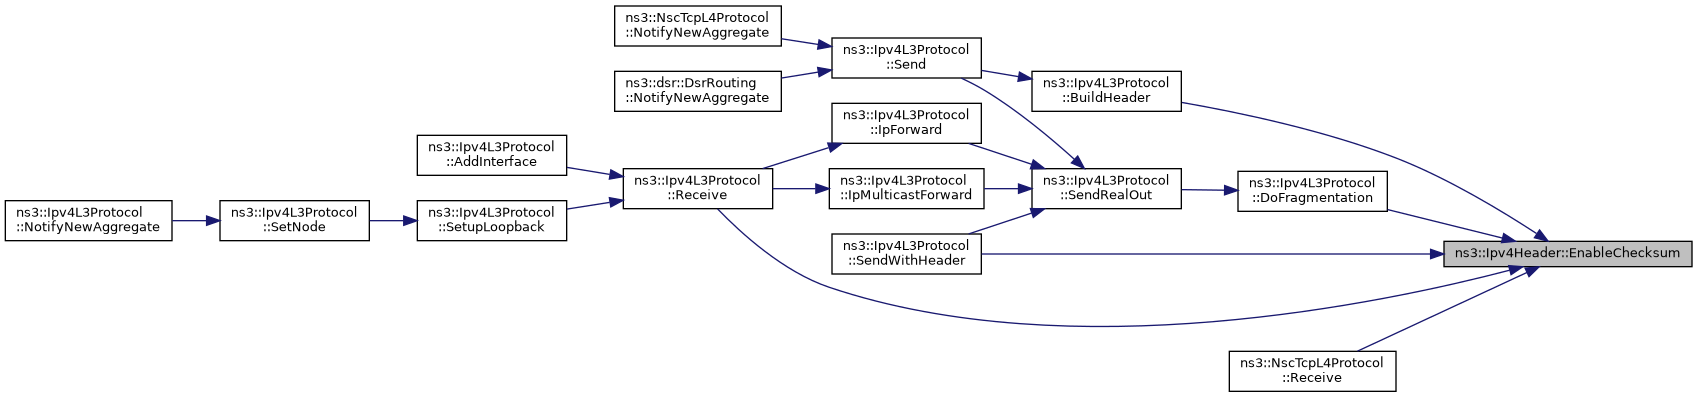 ns3::NscTcpL4Protocol
::NotifyNewAggregate
ns3::Ipv4L3Protocol
::Send
ns3::dsr::DsrRouting
::NotifyNewAggregate
ns3::Ipv4L3Protocol
::BuildHeader
ns3::Ipv4L3Protocol
::IpForward
ns3::Ipv4L3Protocol
::AddInterface
ns3::Ipv4L3Protocol
::Receive
ns3::Ipv4L3Protocol
::IpMulticastForward
ns3::Ipv4L3Protocol
::SendRealOut
ns3::Ipv4L3Protocol
::DoFragmentation
ns3::Ipv4L3Protocol
::NotifyNewAggregate
ns3::Ipv4L3Protocol
::SetNode
ns3::Ipv4L3Protocol
::SetupLoopback
ns3::Ipv4L3Protocol
::SendWithHeader
ns3::Ipv4Header::EnableChecksum
ns3::NscTcpL4Protocol
::Receive